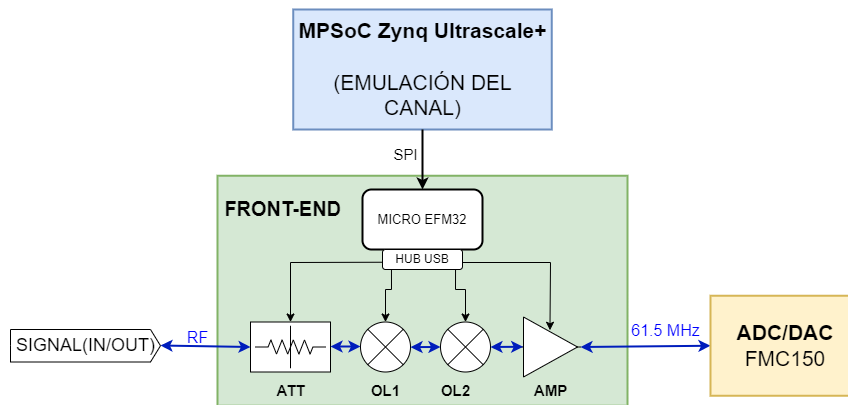 MPSoC Zynq Ultrascale+
(EMULACIÓN DEL
CANAL)
SPI
FRONT-END
MICRO EFM32
HUB USB
SIGNAL(IN/OUT)
RF
61.5 MHz
ADC/DAC
FMC150
ATT
OL1
OL2
AMP